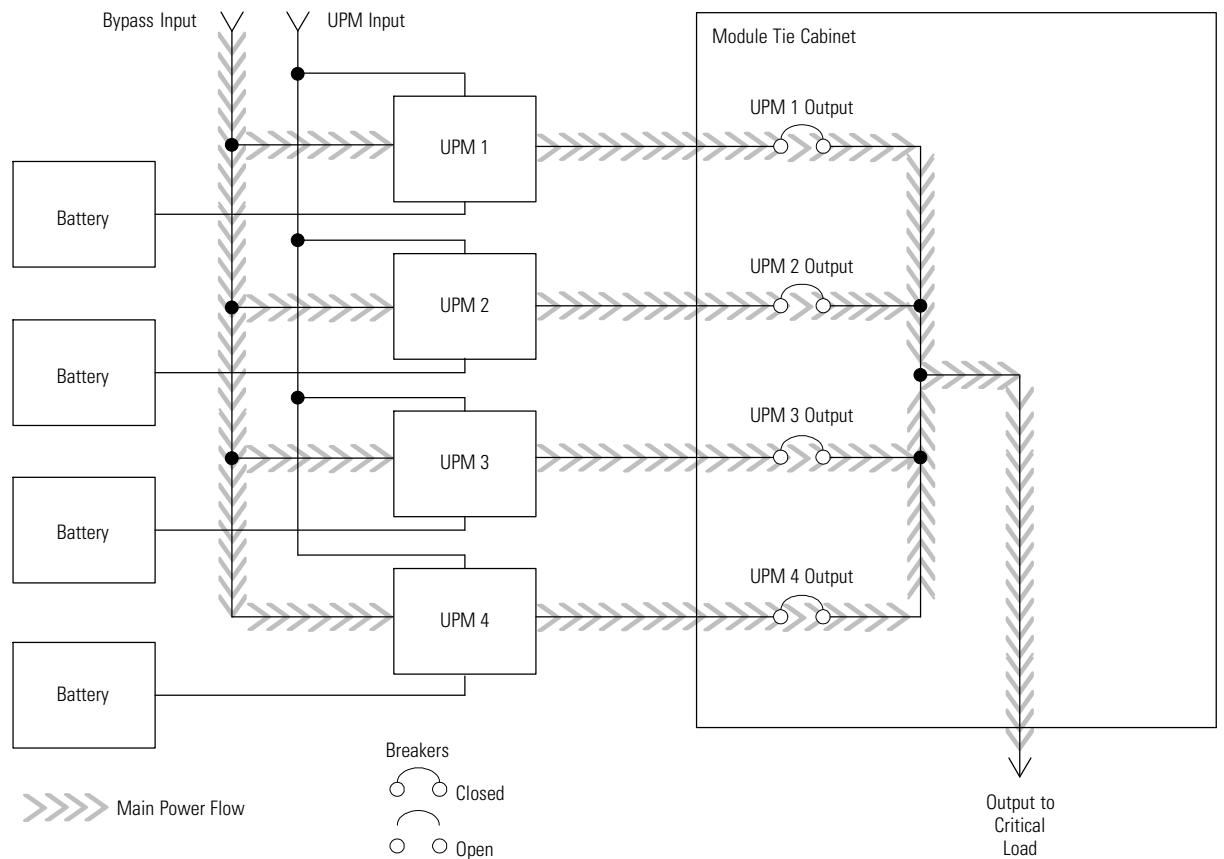 Bypass Input
UPM Input
Module Tie Cabinet
UPM 1 Output
UPM 1
Battery
UPM 2 Output
UPM 2
Battery
UPM 3 Output
UPM 3
Battery
UPM 4 Output
UPM 4
Battery
Breakers
Closed
Open
Main Power Flow
Output to
Critical
Load